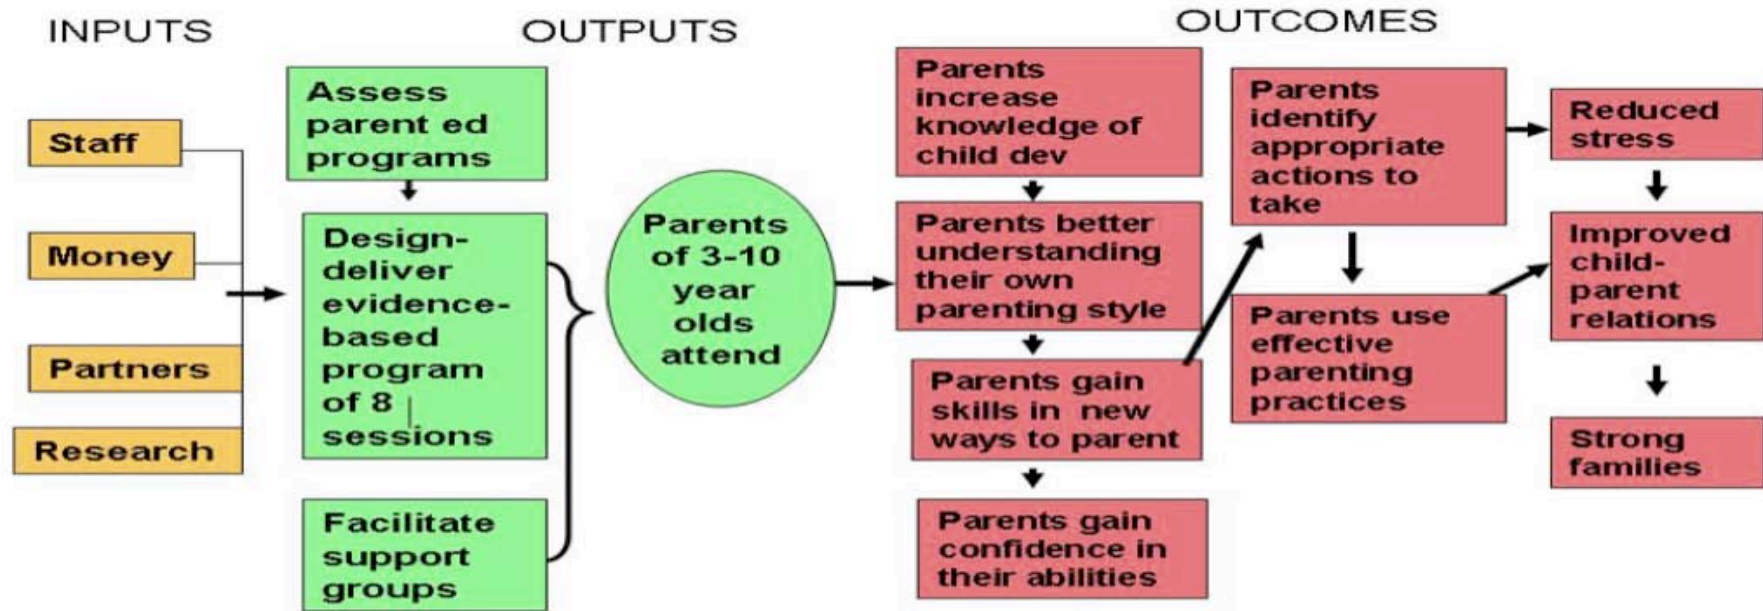 INPUTS
OUTPUTS
OUTCOMES
Staff
Money
Partners
Research
Assess
parent ed
programs
Design-
deliver
evidence-
based
program
of 8
sessions
Facilitate
support
groups
Parents
of 3-10
year
olds
attend
Parents
increase
knowledge of
child dev
Parents better
understanding
their own
parenting style
Parents gain
skills in new
ways to parent
Parents gain
confidence in
their abilities
Parents
identify
appropriate
actions to
take
Parents use
effective
parenting
practices
Reduced
stress
Improved
child-
parent
relations
Strong
families